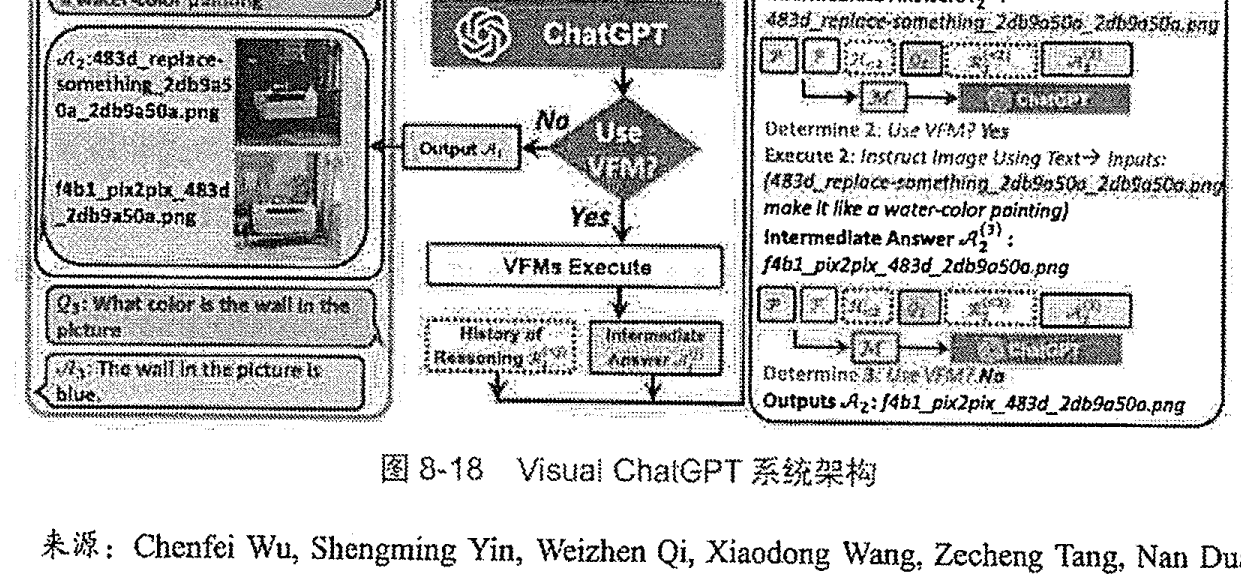 a water-color painting
𝒜₂:483d_replace-
something_2db9a5
0a_2db9a50a.png
f4b1_pix2pix_483d
_2db9a50a.png
Q₃: What color is the wall in the
picture
𝒜₃: The wall in the picture is
blue.
ChatGPT
Use
VFM?
No
Output 𝒜ᵢ
Yes
VFMs Execute
History of
Reasoning
Intermediate
Answer
483d_replace-something_2db9a50a_2db9a50a.png
ℳ
ChatGPT
Determine 2: Use VFM? Yes
Execute 2: Instruct Image Using Text→ Inputs:
(483d_replace-something_2db9a50a_2db9a50a.png
make it like a water-color painting)
Intermediate Answer 𝒜₂⁽³⁾ :
f4b1_pix2pix_483d_2db9a50a.png
ℳ
Determine 3: Use VFM? No
Outputs 𝒜₂: f4b1_pix2pix_483d_2db9a50a.png
图 8-18 Visual ChatGPT 系统架构
来源：Chenfei Wu, Shengming Yin, Weizhen Qi, Xiaodong Wang, Zecheng Tang, Nan